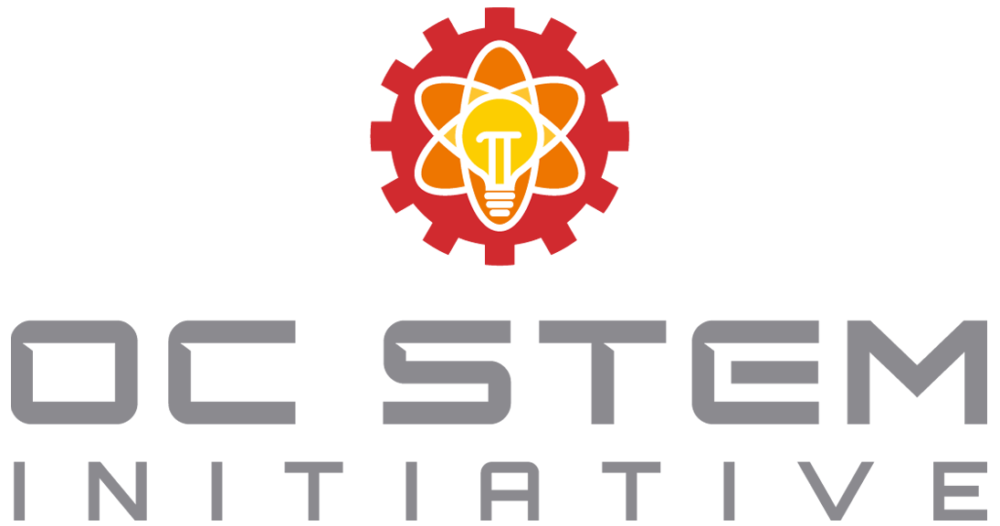 π
OC STEM
INITIATIVE